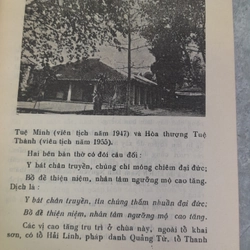 Tuệ Minh (viên tịch năm 1947) và Hòa thượng Tuệ
Thành (viên tịch năm 1955).
Hai bên bàn thờ có đôi câu đối :
Y bát chân truyền, chúng chỉ mông chiêm đại đức;
Bồ đề thiện niệm, nhân tâm ngưỡng mộ cao tăng.
Dịch là :
Y bát chân truyền, tín chúng thấm nhuần đại đức;
Bồ đề thiện niệm, nhân tâm ngưỡng mộ cao tăng.
Các vị cao tăng trụ trì ở chùa này, ngoài tổ khai
sơn, có tổ Hải Linh, pháp danh Quảng Từ, tổ Thanh